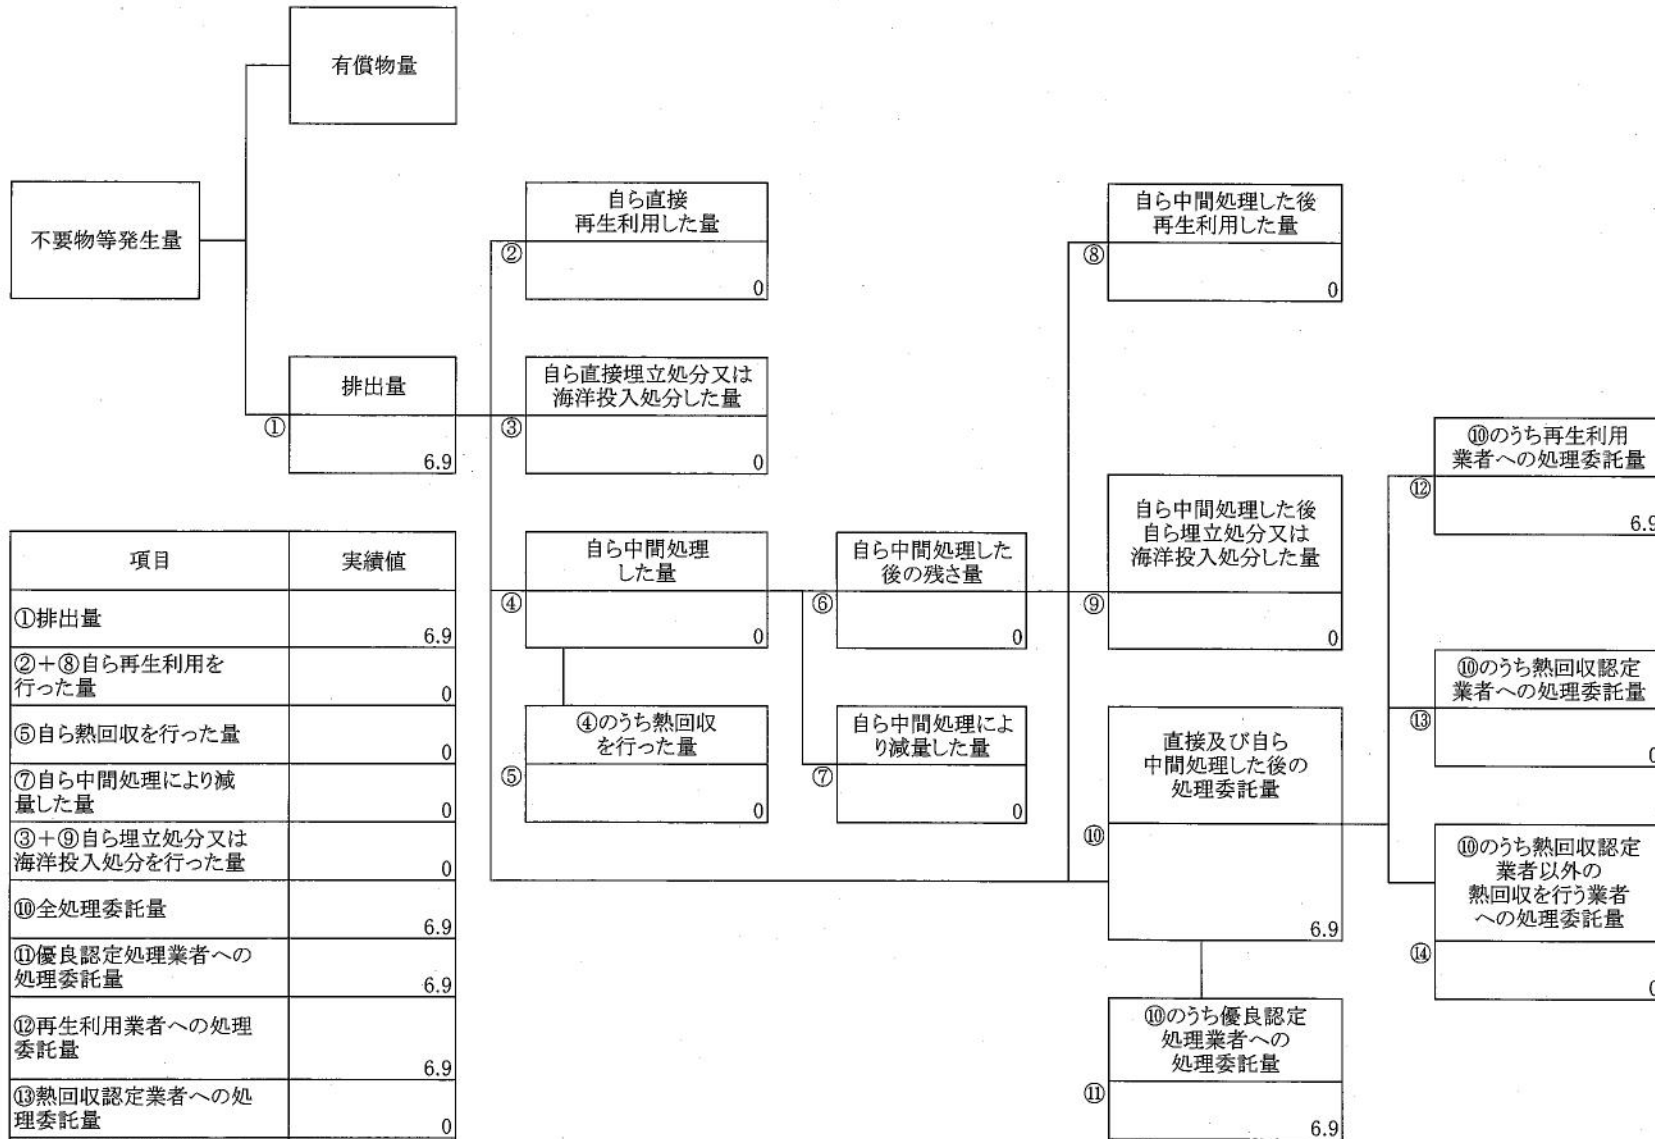 有償物量
不要物等発生量
自ら直接
再生利用した量
②
0
自ら中間処理した後
再生利用した量
⑧
0
排出量
①
6.9
自ら直接埋立処分又は
海洋投入処分した量
③
0
自ら中間処理
した量
④
0
自ら中間処理した
後の残さ量
⑥
0
自ら中間処理した後
自ら埋立処分又は
海洋投入処分した量
⑨
0
⑩のうち再生利用
業者への処理委託量
⑫
6.9
④のうち熱回収
を行った量
⑤
0
自ら中間処理によ
り減量した量
⑦
0
直接及び自ら
中間処理した後の
処理委託量
⑩
6.9
⑩のうち熱回収認定
業者への処理委託量
⑬
0
⑩のうち熱回収認定
業者以外の
熱回収を行う業者
への処理委託量
⑭
0
⑩のうち優良認定
処理業者への
処理委託量
⑪
6.9
項目 実績値
①排出量
6.9
②+⑧自ら再生利用を
行った量
0
⑤自ら熱回収を行った量
0
⑦自ら中間処理により減
量した量
0
③+⑨自ら埋立処分又は
海洋投入処分を行った量
0
⑩全処理委託量
6.9
⑪優良認定処理業者への
処理委託量
6.9
⑫再生利用業者への処理
委託量
6.9
⑬熱回収認定業者への処
理委託量
0